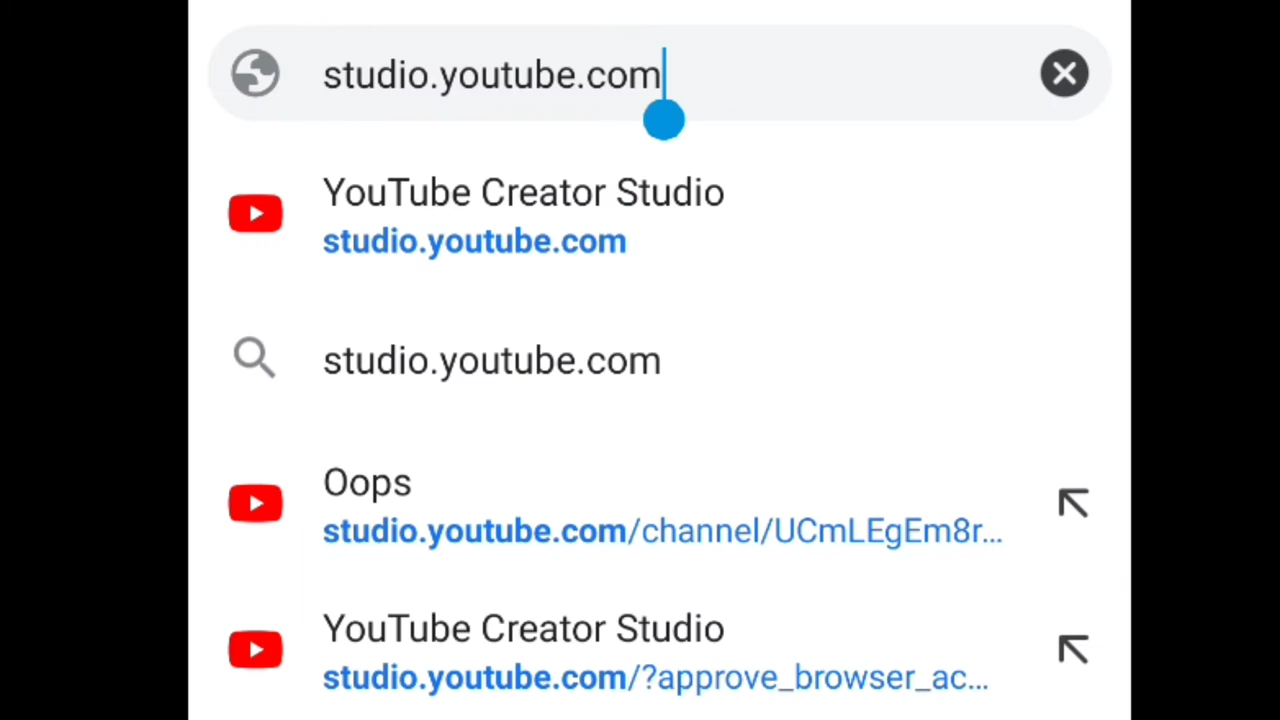 studio.youtube.com
YouTube Creator Studio
studio.youtube.com
studio.youtube.com
Oops
studio.youtube.com/channel/UCmLEgEm8r...
YouTube Creator Studio
studio.youtube.com/?approve_browser_ac...